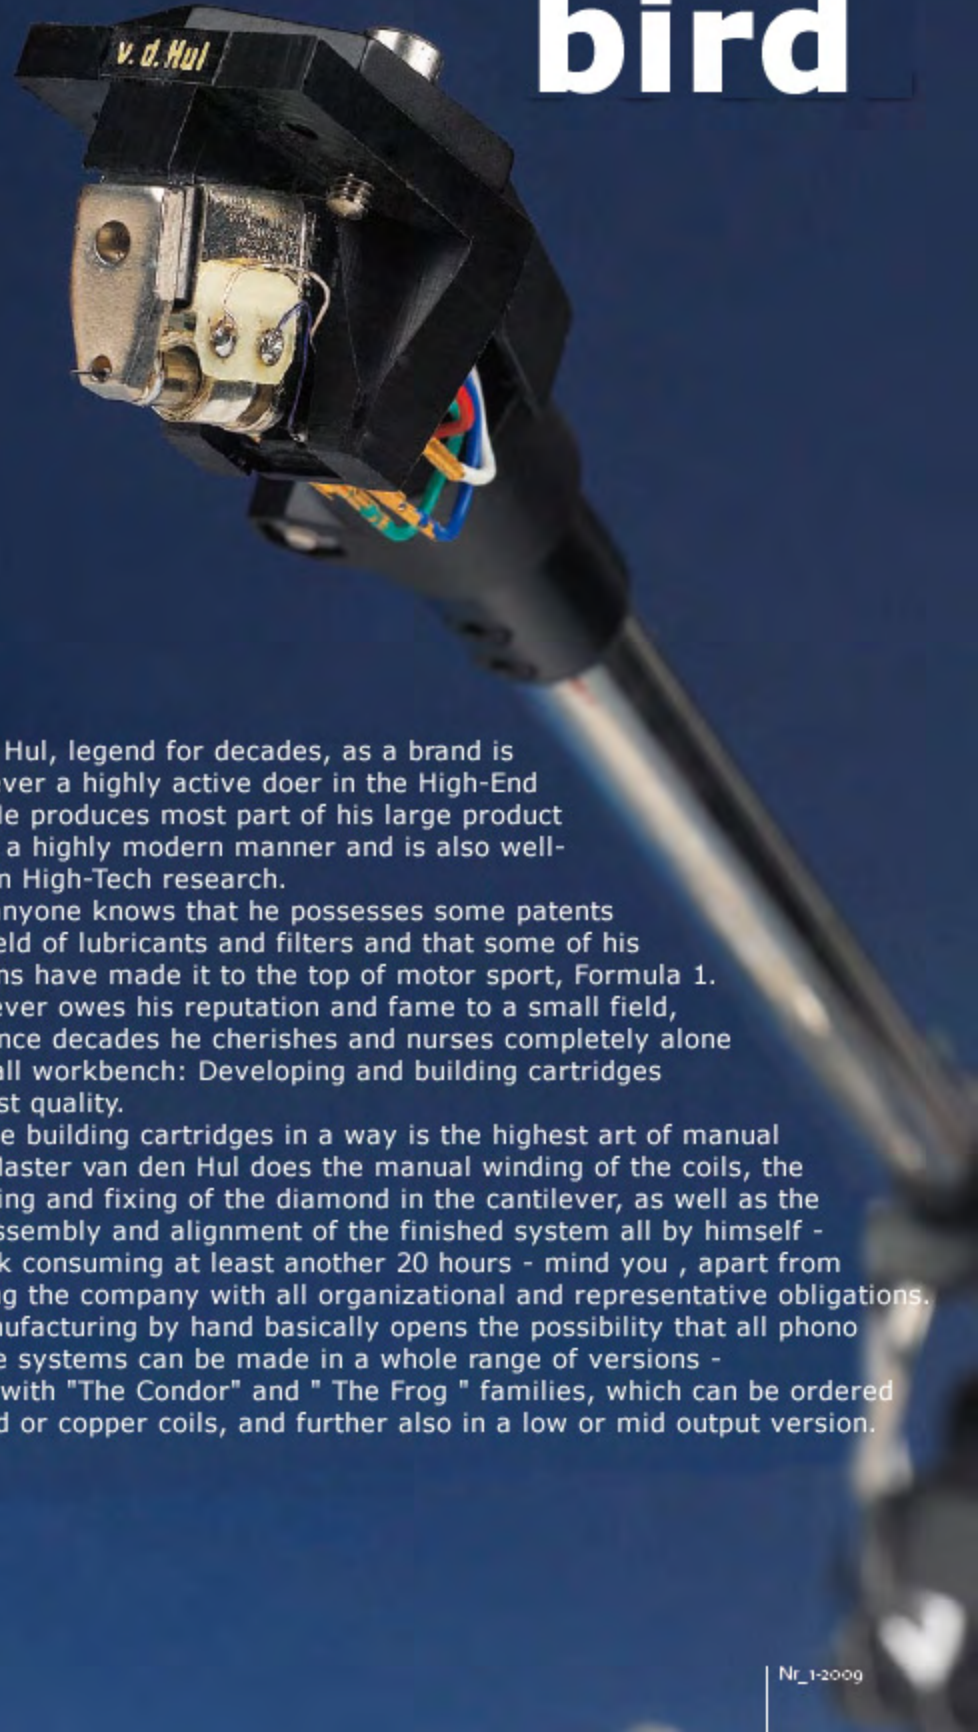 bird
v. d. Hul
Hul, legend for decades, as a brand is
ever a highly active doer in the High-End
le produces most part of his large product
a highly modern manner and is also well-
n High-Tech research.
anyone knows that he possesses some patents
eld of lubricants and filters and that some of his
ns have made it to the top of motor sport, Formula 1.
ever owes his reputation and fame to a small field,
nce decades he cherishes and nurses completely alone
all workbench: Developing and building cartridges
st quality.
e building cartridges in a way is the highest art of manual
Master van den Hul does the manual winding of the coils, the
ing and fixing of the diamond in the cantilever, as well as the
ssembly and alignment of the finished system all by himself -
k consuming at least another 20 hours - mind you , apart from
ng the company with all organizational and representative obligations.
nufacturing by hand basically opens the possibility that all phono
e systems can be made in a whole range of versions -
with "The Condor" and " The Frog " families, which can be ordered
d or copper coils, and further also in a low or mid output version.
Nr_1-2009